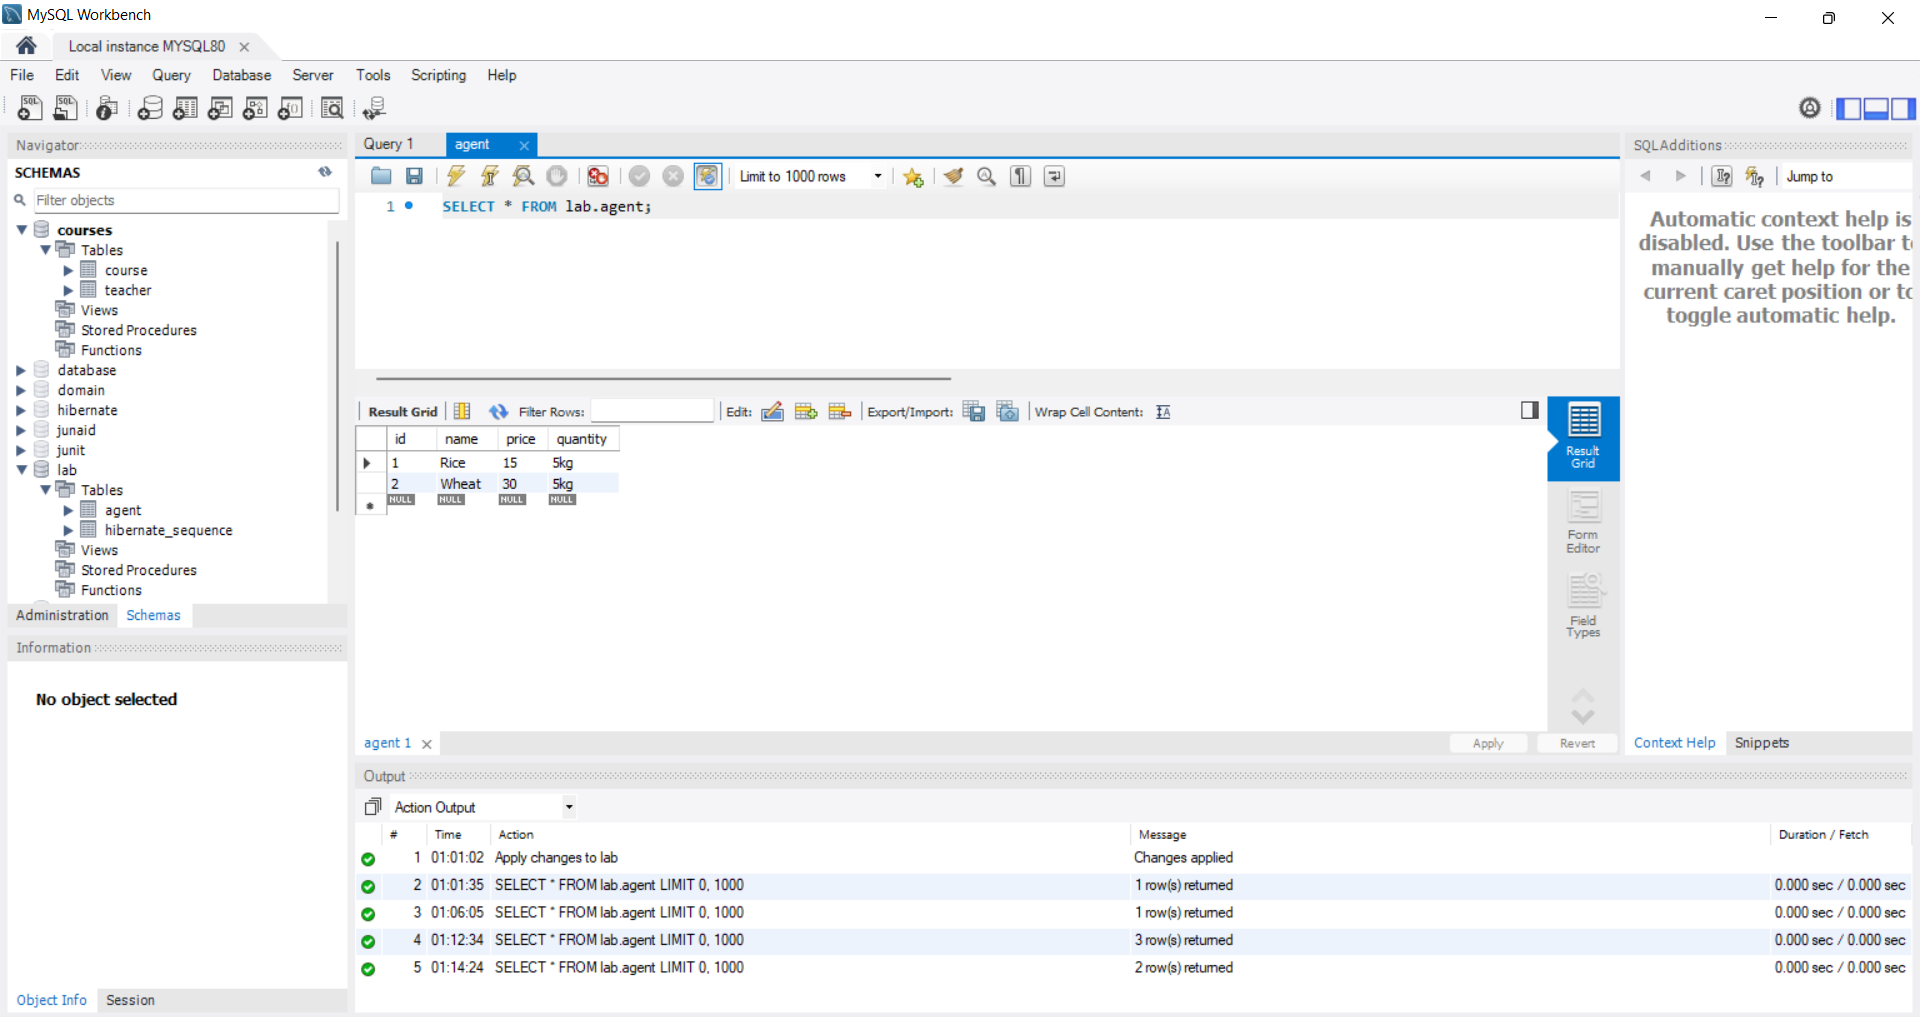 MySQL Workbench
Local instance MYSQL80
File Edit View Query Database Server Tools Scripting Help
Navigator
SCHEMAS
Filter objects
courses
Tables
course
teacher
Views
Stored Procedures
Functions
database
domain
hibernate
junaid
junit
lab
Tables
agent
hibernate_sequence
Views
Stored Procedures
Functions
Administration Schemas
Information
No object selected
Object Info Session
Query 1 agent
Limit to 1000 rows
1 SELECT * FROM lab.agent;
Result Grid Filter Rows: Edit: Export/Import: Wrap Cell Content:
id name price quantity
1 Rice 15 5kg
2 Wheat 30 5kg
NULL NULL NULL NULL
Result
Grid
Form
Editor
Field
Types
agent 1
Apply Revert
SQLAdditions
Jump to
Automatic context help is
disabled. Use the toolbar to
manually get help for the
current caret position or to
toggle automatic help.
Context Help Snippets
Output
Action Output
# Time Action Message Duration / Fetch
1 01:01:02 Apply changes to lab Changes applied
2 01:01:35 SELECT * FROM lab.agent LIMIT 0, 1000 1 row(s) returned 0.000 sec / 0.000 sec
3 01:06:05 SELECT * FROM lab.agent LIMIT 0, 1000 1 row(s) returned 0.000 sec / 0.000 sec
4 01:12:34 SELECT * FROM lab.agent LIMIT 0, 1000 3 row(s) returned 0.000 sec / 0.000 sec
5 01:14:24 SELECT * FROM lab.agent LIMIT 0, 1000 2 row(s) returned 0.000 sec / 0.000 sec